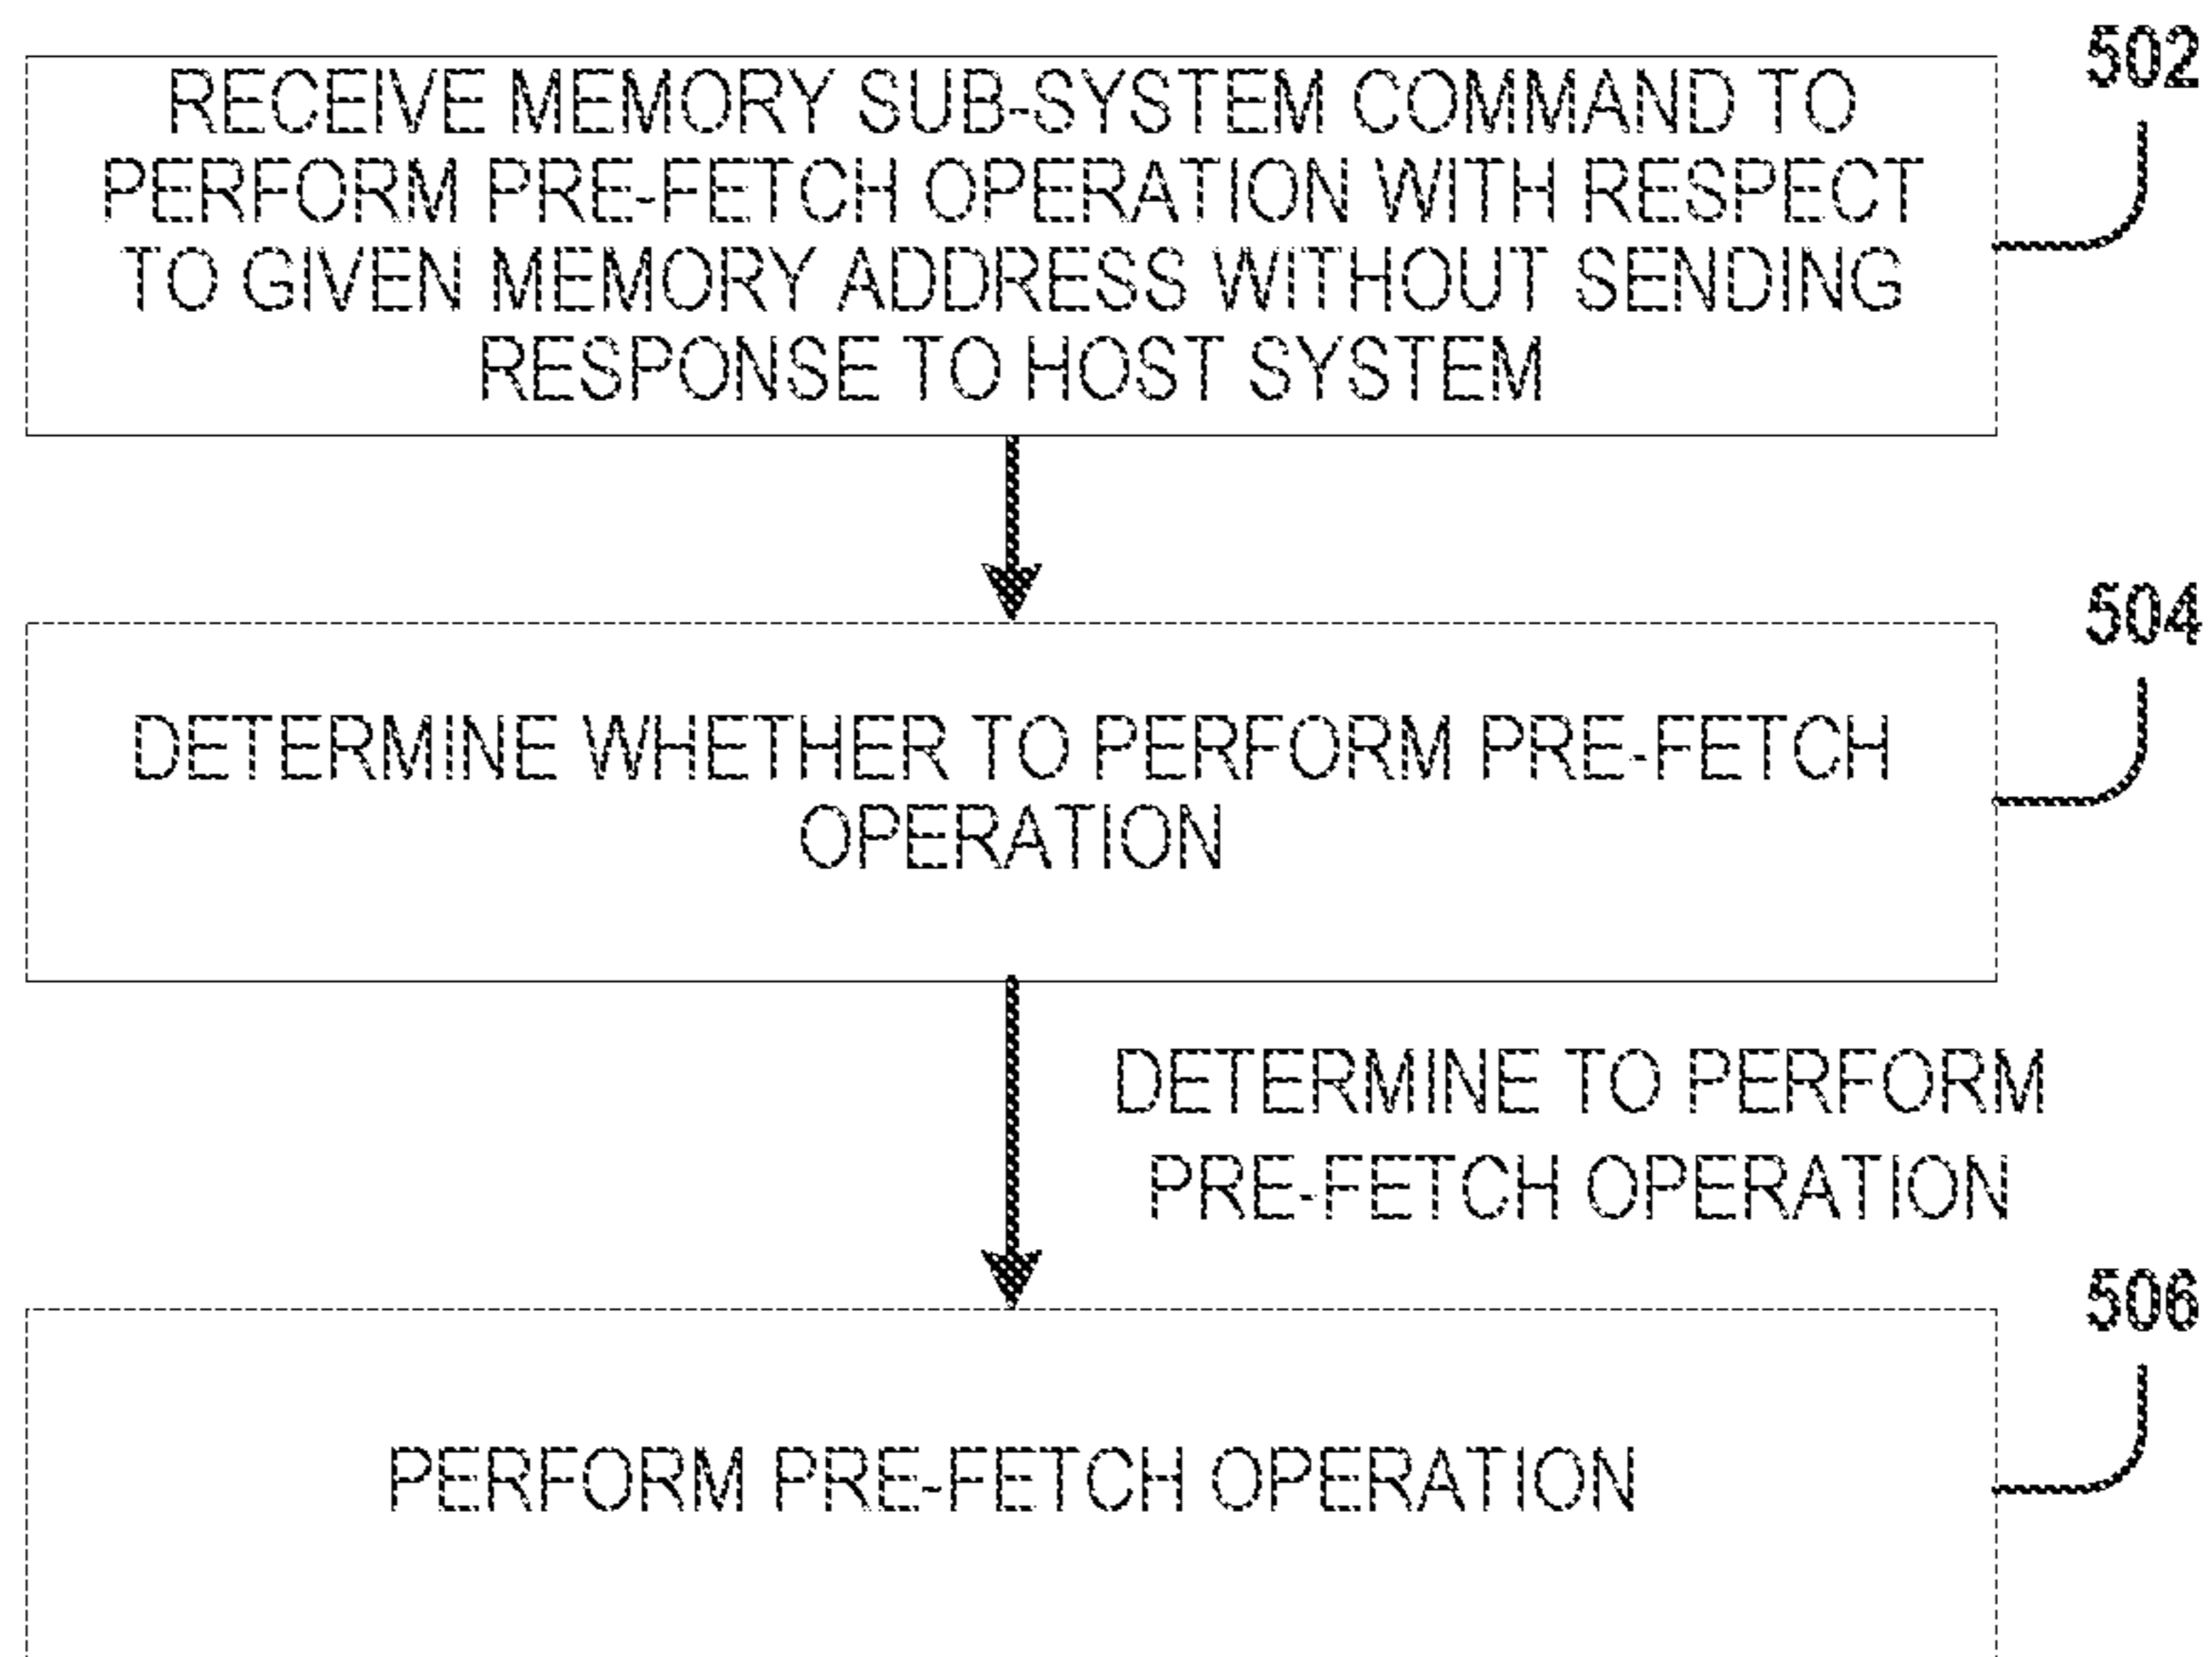 502
RECEIVE MEMORY SUB-SYSTEM COMMAND TO
PERFORM PRE-FETCH OPERATION WITH RESPECT
TO GIVEN MEMORY ADDRESS WITHOUT SENDING
RESPONSE TO HOST SYSTEM
504
DETERMINE WHETHER TO PERFORM PRE-FETCH
OPERATION
DETERMINE TO PERFORM
PRE-FETCH OPERATION
506
PERFORM PRE-FETCH OPERATION